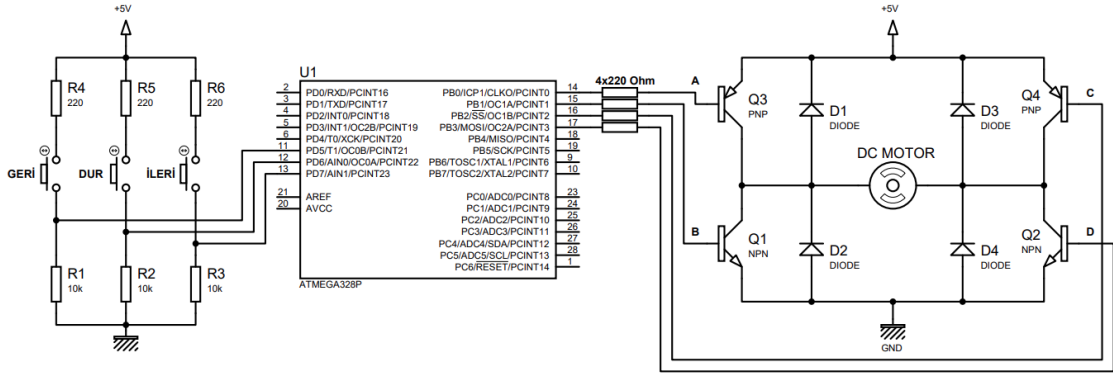 +5V
R4
220
R5
220
R6
220
GERİ
DUR
İLERİ
R1
10k
R2
10k
R3
10k
U1
2
PD0/RXD/PCINT16
3
PD1/TXD/PCINT17
4
PD2/INT0/PCINT18
5
PD3/INT1/OC2B/PCINT19
6
PD4/T0/XCK/PCINT20
11
PD5/T1/OC0B/PCINT21
12
PD6/AIN0/OC0A/PCINT22
13
PD7/AIN1/PCINT23
21
AREF
20
AVCC
PB0/ICP1/CLKO/PCINT0
14
PB1/OC1A/PCINT1
15
PB2/SS/OC1B/PCINT2
16
PB3/MOSI/OC2A/PCINT3
17
PB4/MISO/PCINT4
18
PB5/SCK/PCINT5
19
PB6/TOSC1/XTAL1/PCINT6
9
PB7/TOSC2/XTAL2/PCINT7
10
PC0/ADC0/PCINT8
23
PC1/ADC1/PCINT9
24
PC2/ADC2/PCINT10
25
PC3/ADC3/PCINT11
26
PC4/ADC4/SDA/PCINT12
27
PC5/ADC5/SCL/PCINT13
28
PC6/RESET/PCINT14
1
ATMEGA328P
4x220 Ohm
+5V
A
Q3
PNP
D1
DIODE
D3
DIODE
Q4
PNP
C
DC MOTOR
B
Q1
NPN
D2
DIODE
D4
DIODE
Q2
NPN
D
GND